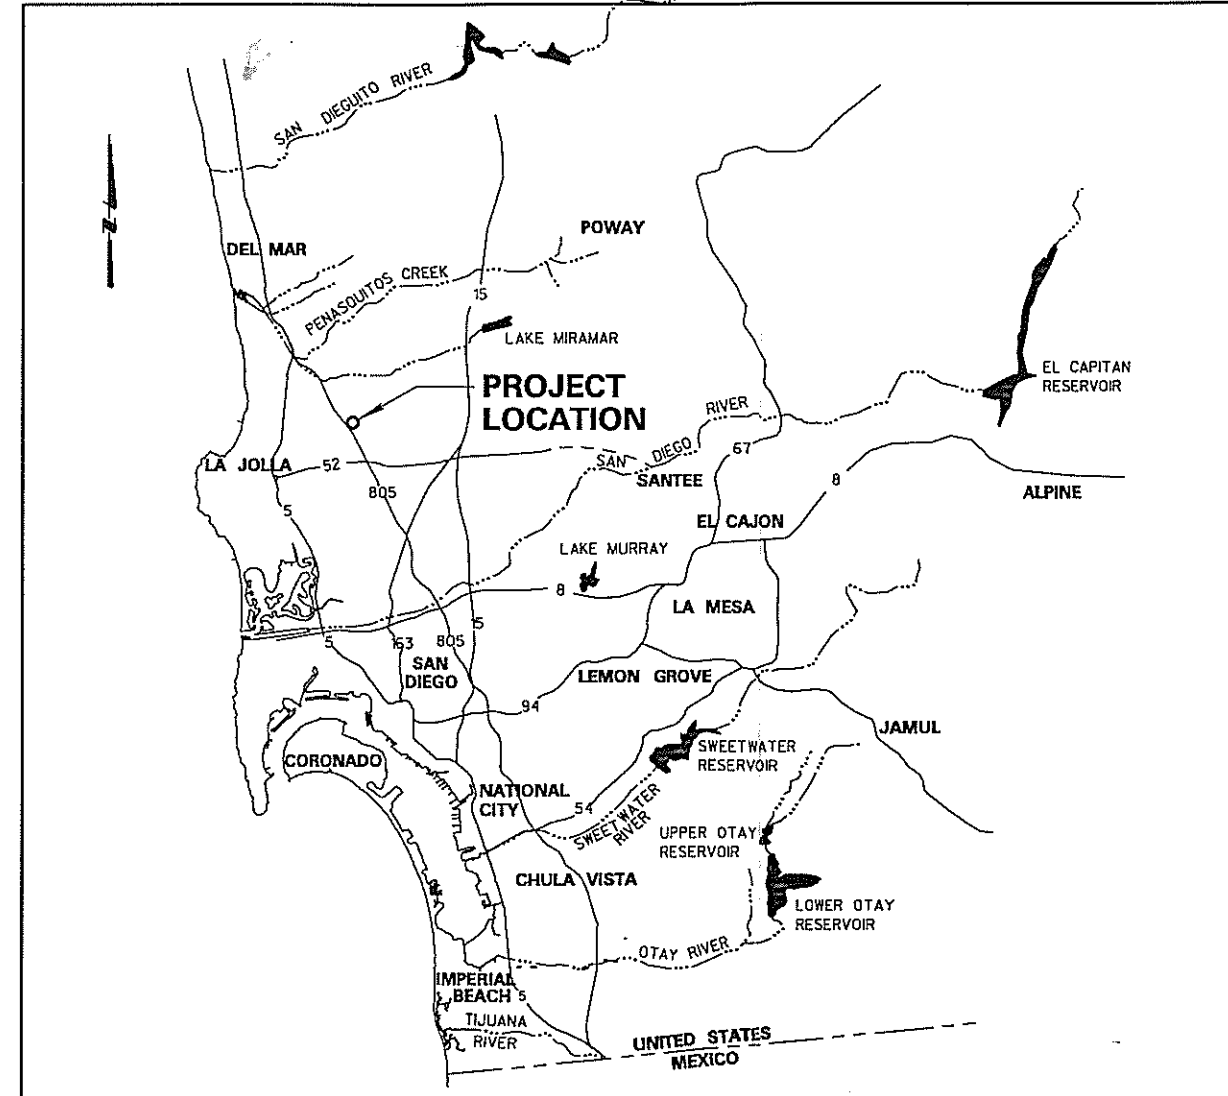 SAN DIEGUITO RIVER
N
POWAY
DEL MAR
PENASQUITOS CREEK
15
LAKE MIRAMAR
EL CAPITAN
RESERVOIR
PROJECT
LOCATION
RIVER
SAN DIEGO
LA JOLLA
52
67
SANTEE
8
805
ALPINE
5
EL CAJON
LAKE MURRAY
8
LA MESA
5
163
805
15
SAN
DIEGO
LEMON GROVE
94
JAMUL
SWEETWATER
RESERVOIR
CORONADO
NATIONAL
CITY
54
SWEETWATER
RIVER
UPPER OTAY
RESERVOIR
CHULA VISTA
LOWER OTAY
RESERVOIR
OTAY RIVER
IMPERIAL
BEACH
5
TIJUANA
RIVER
UNITED STATES
MEXICO